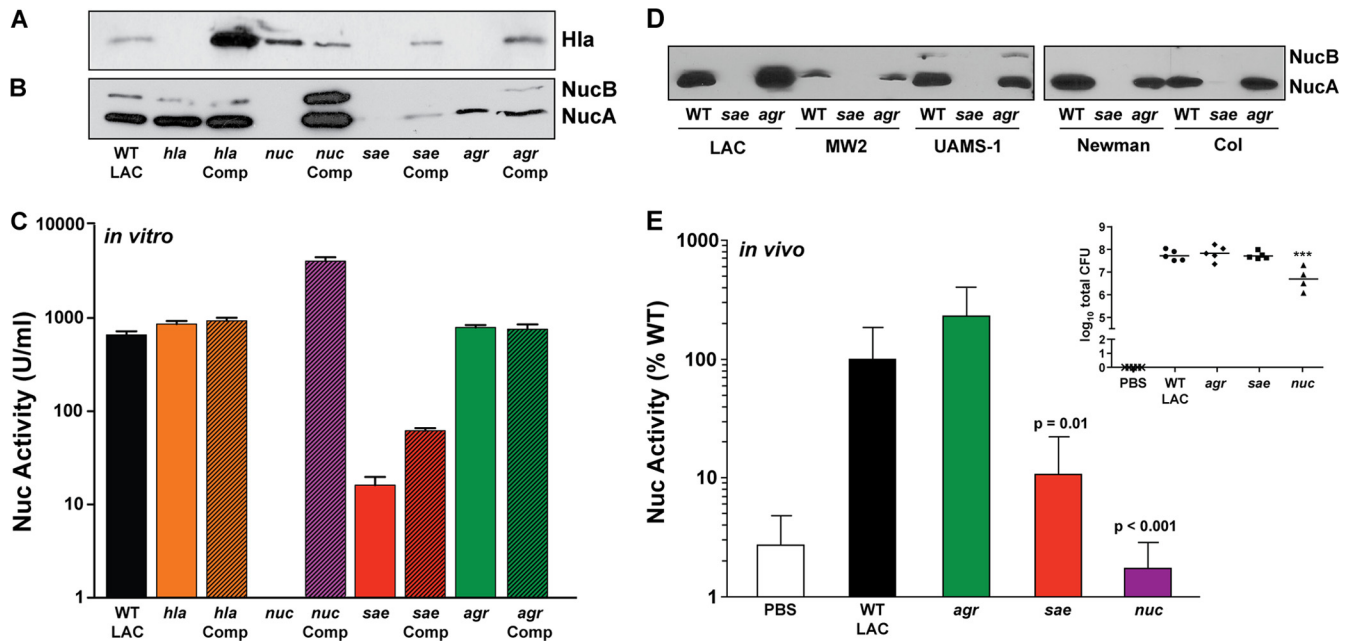 A
Hla
B
NucB
NucA
WT LAC
hla
hla Comp
nuc
nuc Comp
sae
sae Comp
agr
agr Comp
D
NucB
NucA
WT sae agr WT sae agr WT sae agr WT sae agr WT sae agr
LAC MW2 UAMS-1 Newman Col
C
in vitro
Nuc Activity (U/ml)
10000
1000
100
10
1
WT LAC
hla
hla Comp
nuc
nuc Comp
sae
sae Comp
agr
agr Comp
E
in vivo
Nuc Activity (% WT)
1000
100
10
1
p = 0.01
p < 0.001
PBS
WT LAC
agr
sae
nuc
log10 total CFU
9
8
7
6
5
2
1
0
***
PBS
WT LAC
agr
sae
nuc